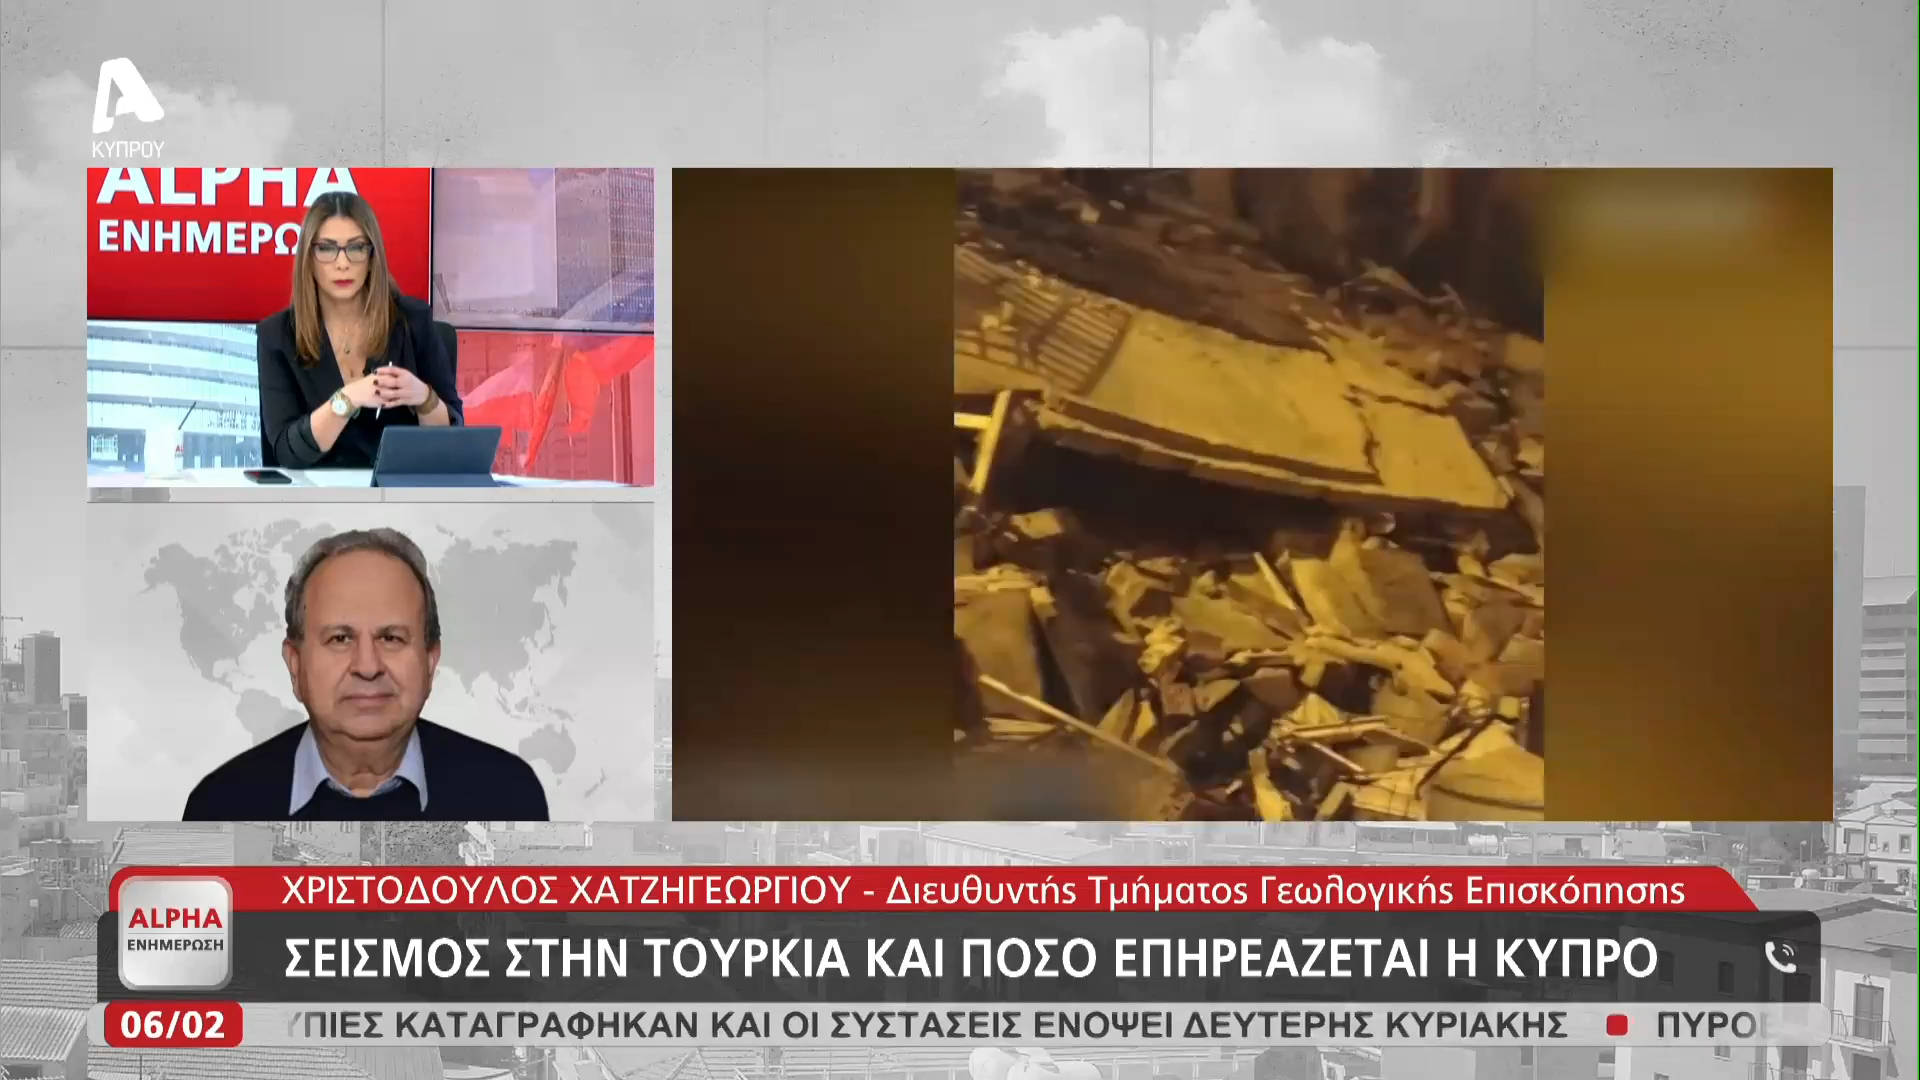 ΚΥΠΡΟΥ
ALPHA
ΕΝΗΜΕΡΩ
ΧΡΙΣΤΟΔΟΥΛΟΣ ΧΑΤΖΗΓΕΩΡΓΙΟΥ - Διευθυντής Τμήματος Γεωλογικής Επισκόπησης
ALPHA
ΕΝΗΜΕΡΩΣΗ
ΣΕΙΣΜΟΣ ΣΤΗΝ ΤΟΥΡΚΙΑ ΚΑΙ ΠΟΣΟ ΕΠΗΡΕΑΖΕΤΑΙ Η ΚΥΠΡΟ
06/02
ΥΠΙΕΣ ΚΑΤΑΓΡΑΦΗΚΑΝ ΚΑΙ ΟΙ ΣΥΣΤΑΣΕΙΣ ΕΝΟΨΕΙ ΔΕΥΤΕΡΗΣ ΚΥΡΙΑΚΗΣ ΠΥΡΟ